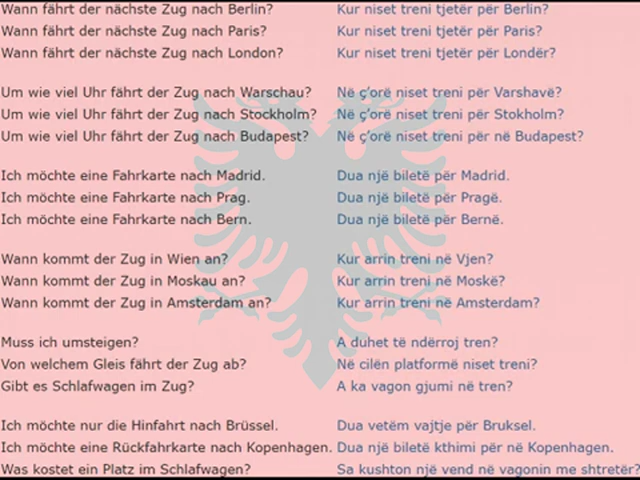 Wann fährt der nächste Zug nach Berlin? Kur niset treni tjetër për Berlin?
Wann fährt der nächste Zug nach Paris? Kur niset treni tjetër për Paris?
Wann fährt der nächste Zug nach London? Kur niset treni tjetër për Londër?
Um wie viel Uhr fährt der Zug nach Warschau? Në ç’orë niset treni për Varshavë?
Um wie viel Uhr fährt der Zug nach Stockholm? Në ç’orë niset treni për Stokholm?
Um wie viel Uhr fährt der Zug nach Budapest? Në ç’orë niset treni për në Budapest?
Ich möchte eine Fahrkarte nach Madrid. Dua një biletë për Madrid.
Ich möchte eine Fahrkarte nach Prag. Dua një biletë për Pragë.
Ich möchte eine Fahrkarte nach Bern. Dua një biletë për Bernë.
Wann kommt der Zug in Wien an? Kur arrin treni në Vjen?
Wann kommt der Zug in Moskau an? Kur arrin treni në Moskë?
Wann kommt der Zug in Amsterdam an? Kur arrin treni në Amsterdam?
Muss ich umsteigen? A duhet të ndërroj tren?
Von welchem Gleis fährt der Zug ab? Në cilën platformë niset treni?
Gibt es Schlafwagen im Zug? A ka vagon gjumi në tren?
Ich möchte nur die Hinfahrt nach Brüssel. Dua vetëm vajtje për Bruksel.
Ich möchte eine Rückfahrkarte nach Kopenhagen. Dua një biletë kthimi për në Kopenhagen.
Was kostet ein Platz im Schlafwagen? Sa kushton një vend në vagonin me shtretër?